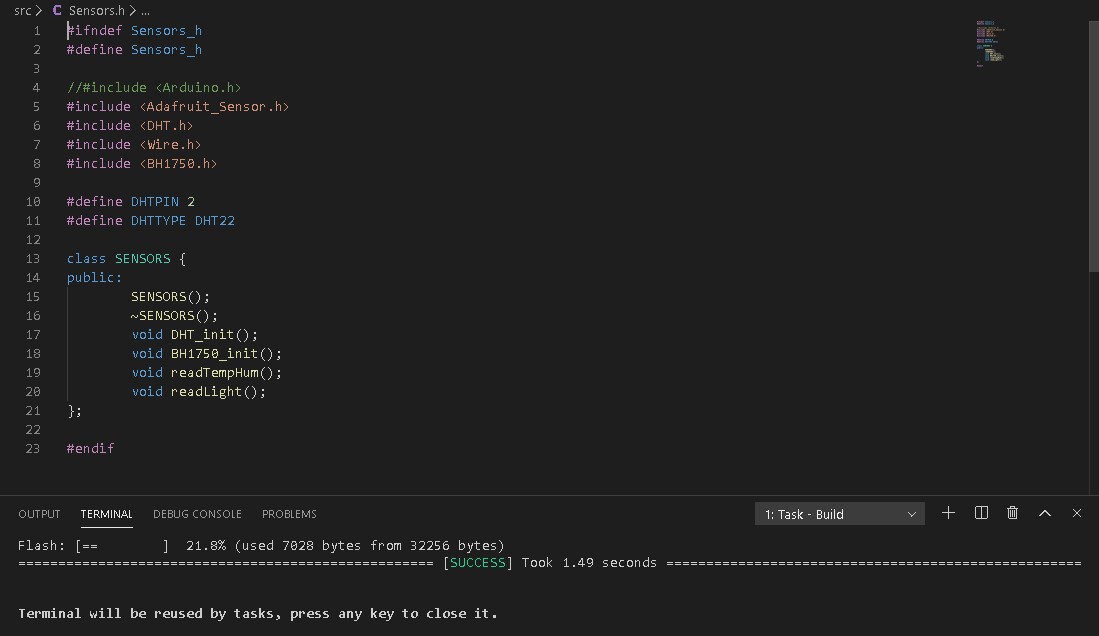 src > C Sensors.h > ...
1 #ifndef Sensors_h
2 #define Sensors_h
3
4 //#include <Arduino.h>
5 #include <Adafruit_Sensor.h>
6 #include <DHT.h>
7 #include <Wire.h>
8 #include <BH1750.h>
9
10 #define DHTPIN 2
11 #define DHTTYPE DHT22
12
13 class SENSORS {
14 public:
15 SENSORS();
16 ~SENSORS();
17 void DHT_init();
18 void BH1750_init();
19 void readTempHum();
20 void readLight();
21 };
22
23 #endif
OUTPUT TERMINAL DEBUG CONSOLE PROBLEMS 1: Task - Build
Flash: [==        ]  21.8% (used 7028 bytes from 32256 bytes)
==================================================== [SUCCESS] Took 1.49 seconds ====================================================
Terminal will be reused by tasks, press any key to close it.